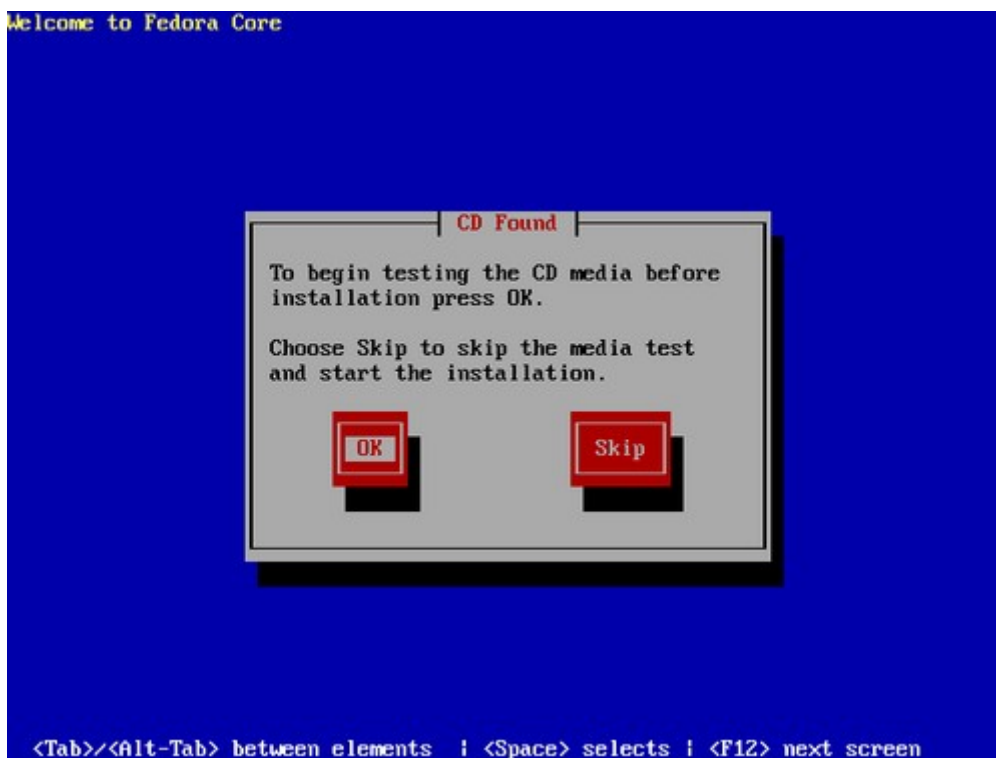 Welcome to Fedora Core
CD Found
To begin testing the CD media before
installation press OK.
Choose Skip to skip the media test
and start the installation.
OK
Skip
<Tab>/<Alt-Tab> between elements | <Space> selects | <F12> next screen